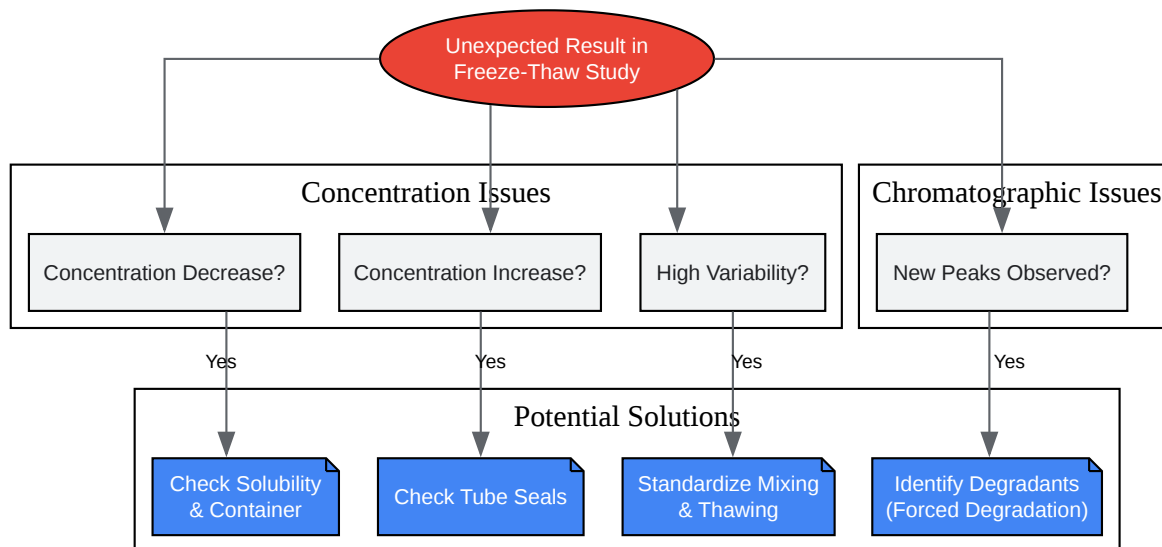 Unexpected Result in
Freeze-Thaw Study
Concentration Issues
Chromatographic Issues
Concentration Decrease?
Concentration Increase?
High Variability?
New Peaks Observed?
Yes
Yes
Yes
Yes
Potential Solutions
Check Solubility
& Container
Check Tube Seals
Standardize Mixing
& Thawing
Identify Degradants
(Forced Degradation)